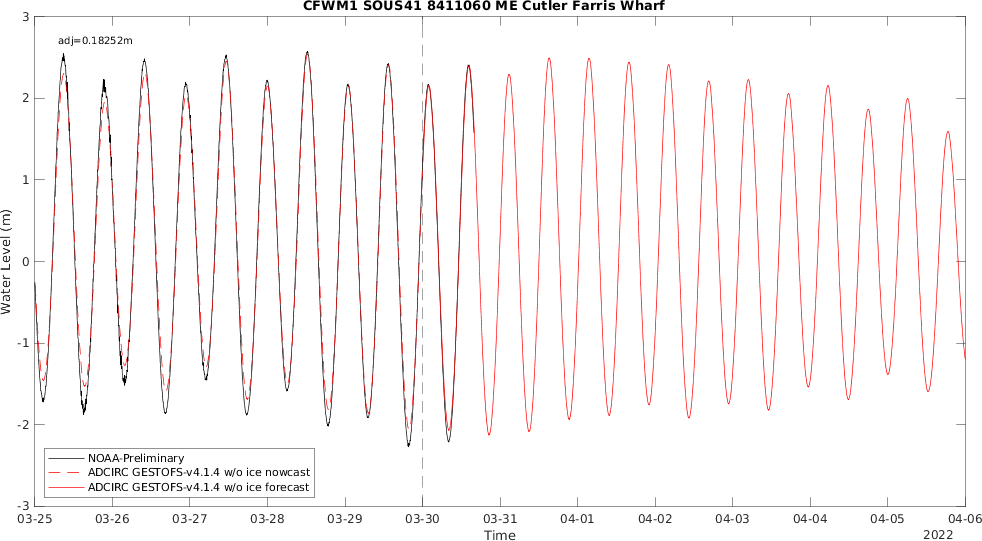 CFWM1 SOUS41 8411060 ME Cutler Farris Wharf
adj=0.18252m
3
2
1
0
-1
-2
-3
Water Level (m)
NOAA-Preliminary
ADCIRC GESTOFS-v4.1.4 w/o ice nowcast
ADCIRC GESTOFS-v4.1.4 w/o ice forecast
03-25 03-26 03-27 03-28 03-29 03-30 03-31 04-01 04-02 04-03 04-04 04-05 04-06
Time
2022